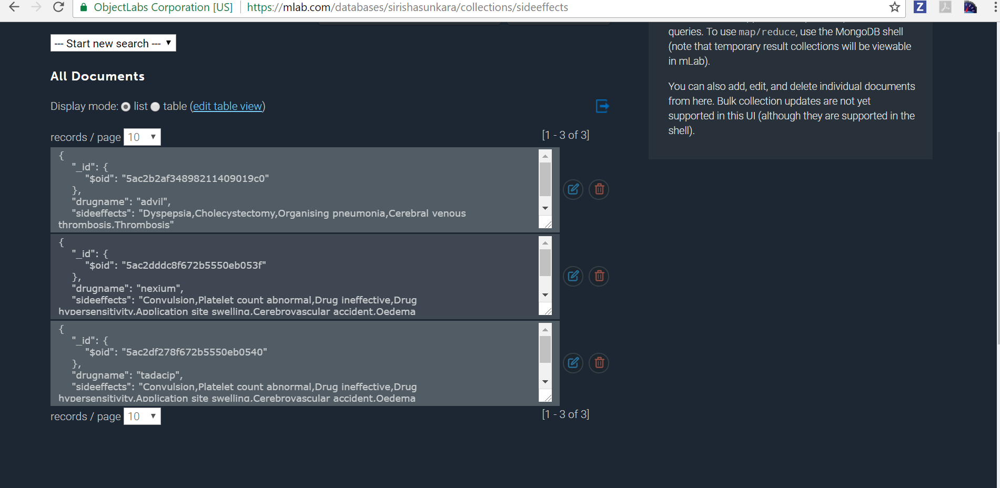 ObjectLabs Corporation [US] https://mlab.com/databases/sirishasunkara/collections/sideeffects
Z
--- Start new search ---
All Documents
Display mode: list table (edit table view)
records / page 10 [1 - 3 of 3]
{
"_id": {
"$oid": "5ac2b2af34898211409019c0"
},
"drugname": "advil",
"sideeffects": "Dyspepsia,Cholecystectomy,Organising pneumonia,Cerebral venous
thrombosis,Thrombosis"
{
"_id": {
"$oid": "5ac2dddc8f672b5550eb053f"
},
"drugname": "nexium",
"sideeffects": "Convulsion,Platelet count abnormal,Drug ineffective,Drug
hypersensitivity,Application site swelling,Cerebrovascular accident,Oedema
{
"_id": {
"$oid": "5ac2df278f672b5550eb0540"
},
"drugname": "tadacip",
"sideeffects": "Convulsion,Platelet count abnormal,Drug ineffective,Drug
hypersensitivity,Application site swelling,Cerebrovascular accident,Oedema
records / page 10 [1 - 3 of 3]
queries. To use map/reduce, use the MongoDB shell
(note that temporary result collections will be viewable
in mLab).
You can also add, edit, and delete individual documents
from here. Bulk collection updates are not yet
supported in this UI (although they are supported in the
shell).